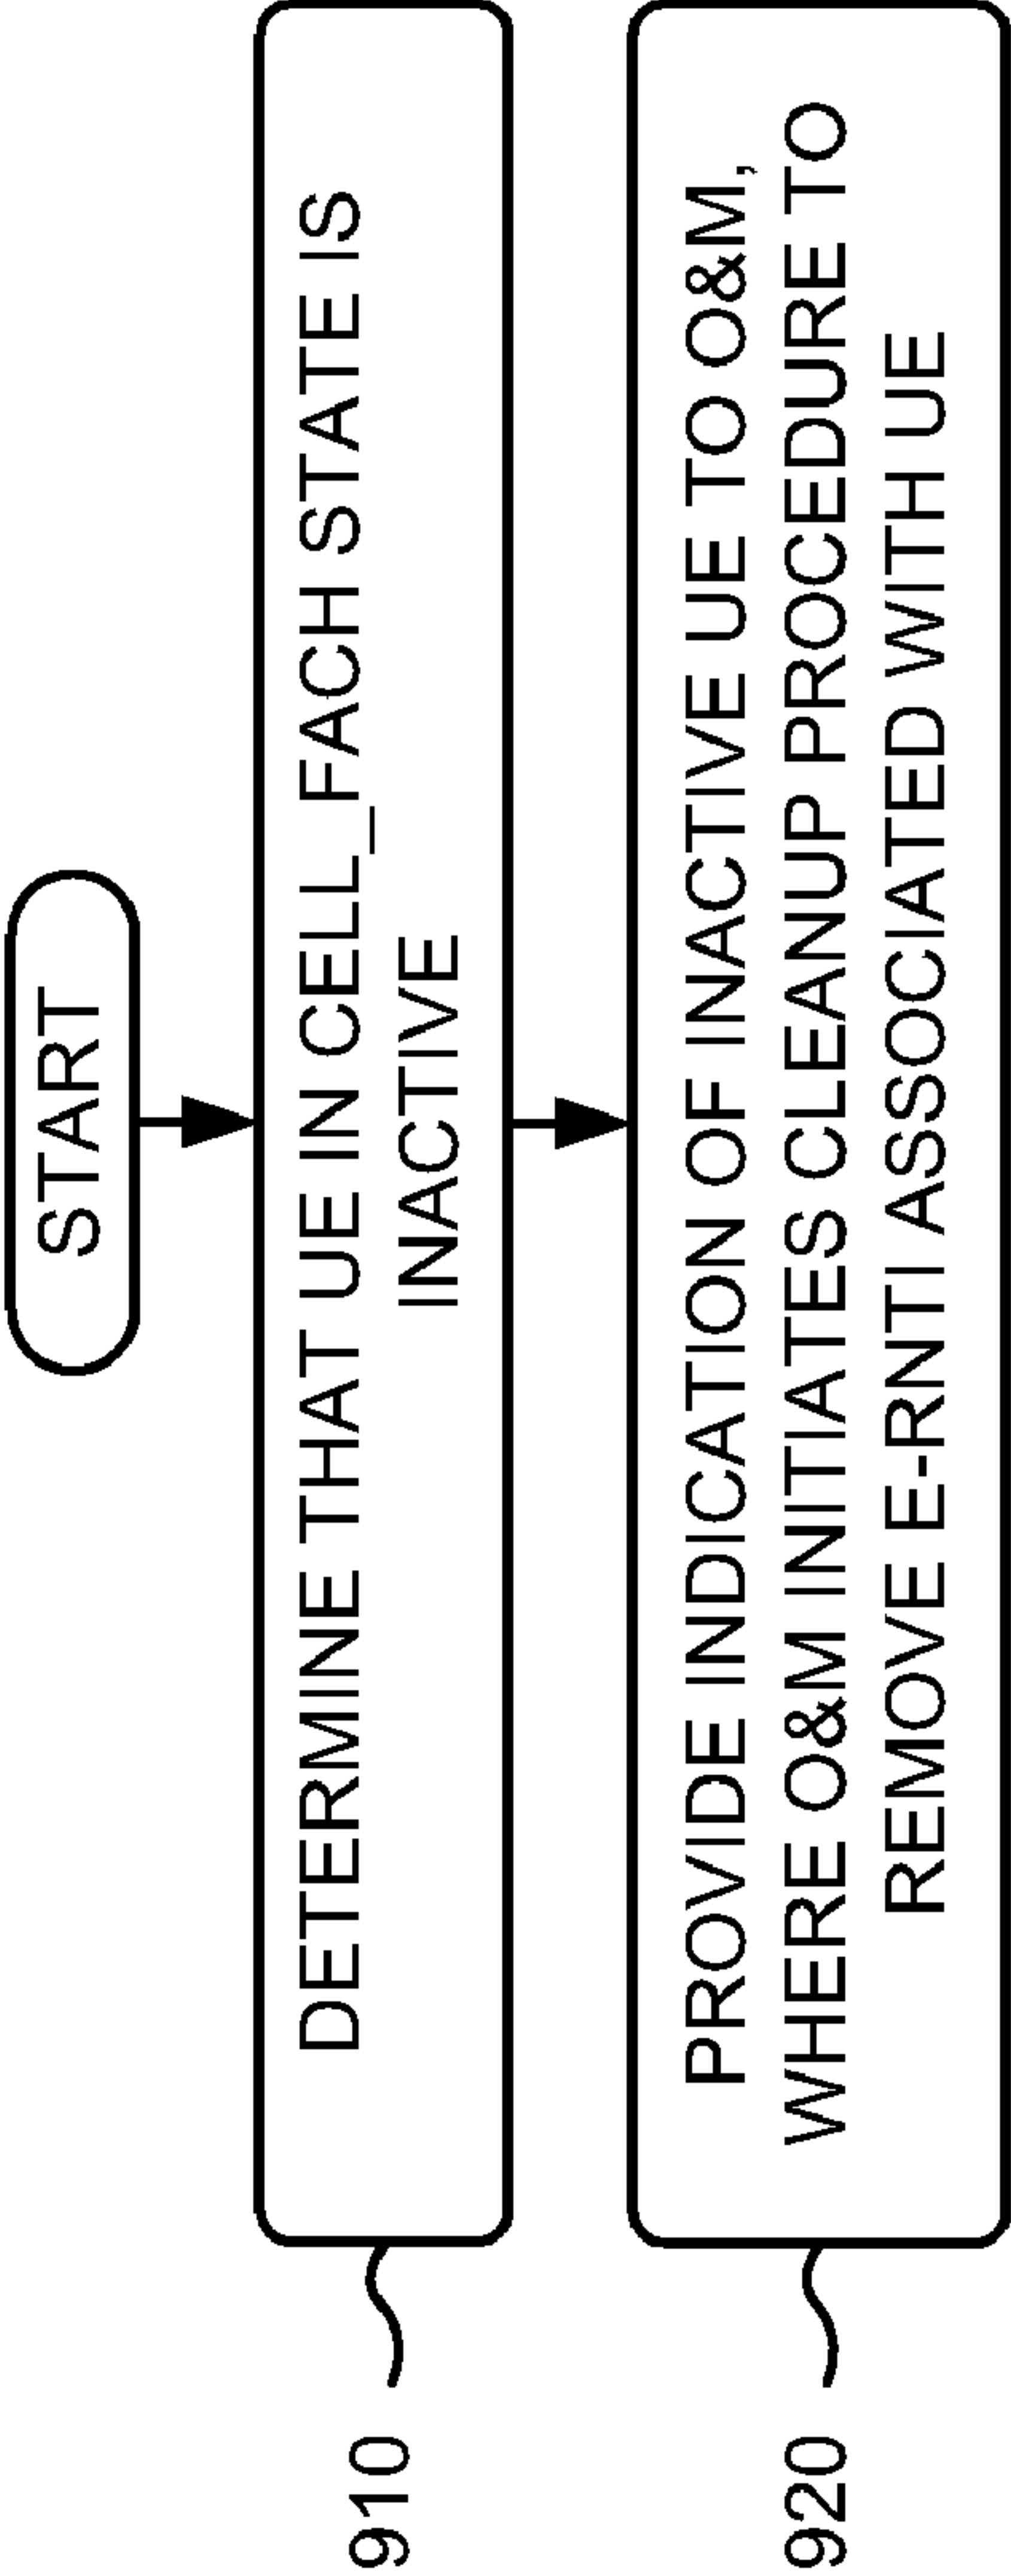 START
910
DETERMINE THAT UE IN CELL_FACH STATE IS
INACTIVE
920
PROVIDE INDICATION OF INACTIVE UE TO O&M,
WHERE O&M INITIATES CLEANUP PROCEDURE TO
REMOVE E-RNTI ASSOCIATED WITH UE